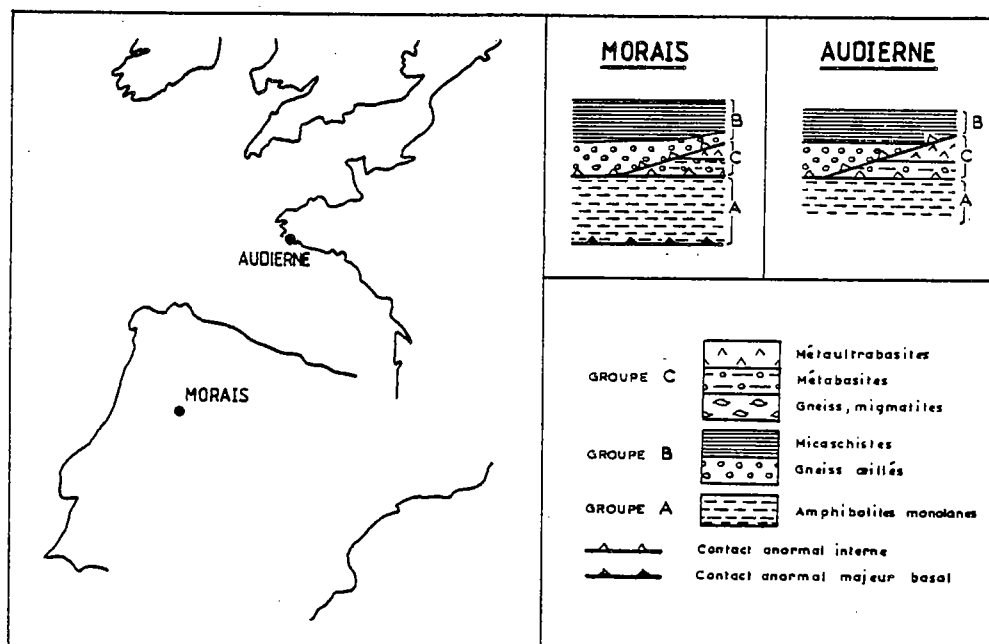 AUDIERNE
MORAIS
MORAIS
B
C
A
AUDIERNE
B
C
A
GROUPE C
Métaultrabasites
Métabasites
Gneiss, migmatites
GROUPE B
Micaschistes
Gneiss œillés
GROUPE A
Amphibolites monolanes
Contact anormal interne
Contact anormal majeur basal